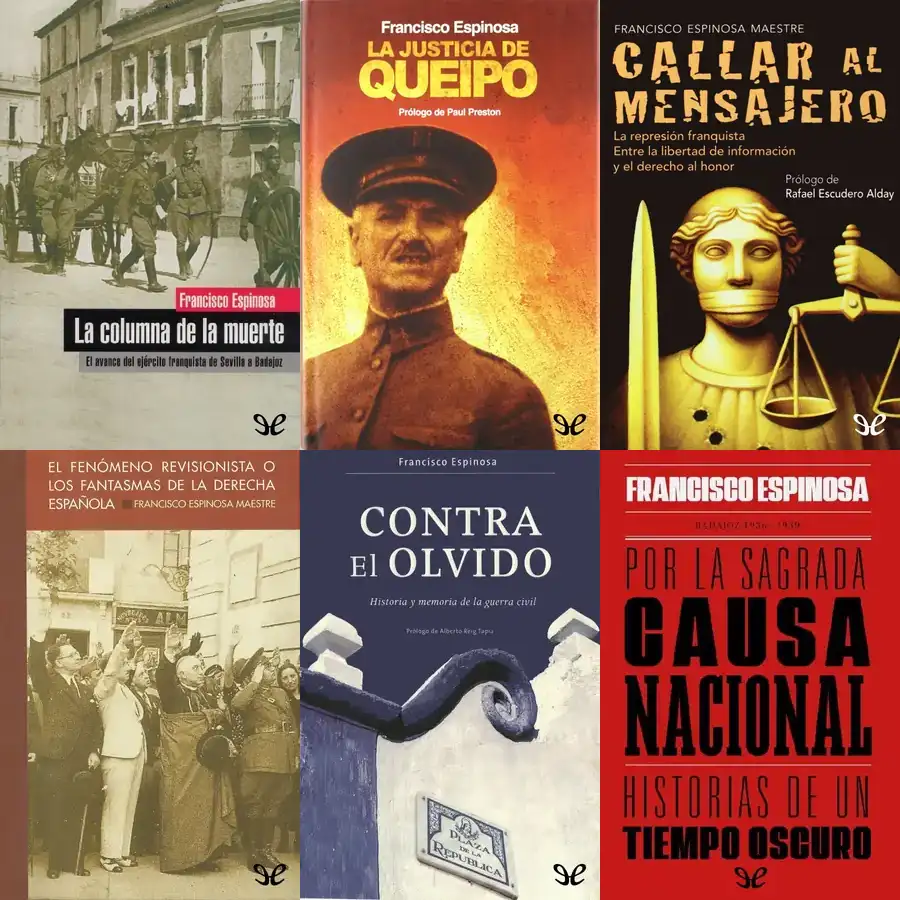 Francisco Espinosa
La columna de la muerte
El avance del ejército franquista de Sevilla a Badajoz
Francisco Espinosa
LA JUSTICIA DE
QUEIPO
Prólogo de Paul Preston
FRANCISCO ESPINOSA MAESTRE
CALLAR AL
MENSAJERO
La represión franquista
Entre la libertad de información
y el derecho al honor
Prólogo de
Rafael Escudero Alday
EL FENÓMENO REVISIONISTA O
LOS FANTASMAS DE LA DERECHA
ESPAÑOLA FRANCISCO ESPINOSA MAESTRE
ALM
Francisco Espinosa
CONTRA
El OLVIDO
Historia y memoria de la guerra civil
Prólogo de Alberto Reig Tapia
PLAZA
DE LA
REPUBLICA
FRANCISCO ESPINOSA
BADAJOZ 1936-1939
POR LA SAGRADA
CAUSA
NACIONAL
HISTORIAS DE UN
TIEMPO OSCURO